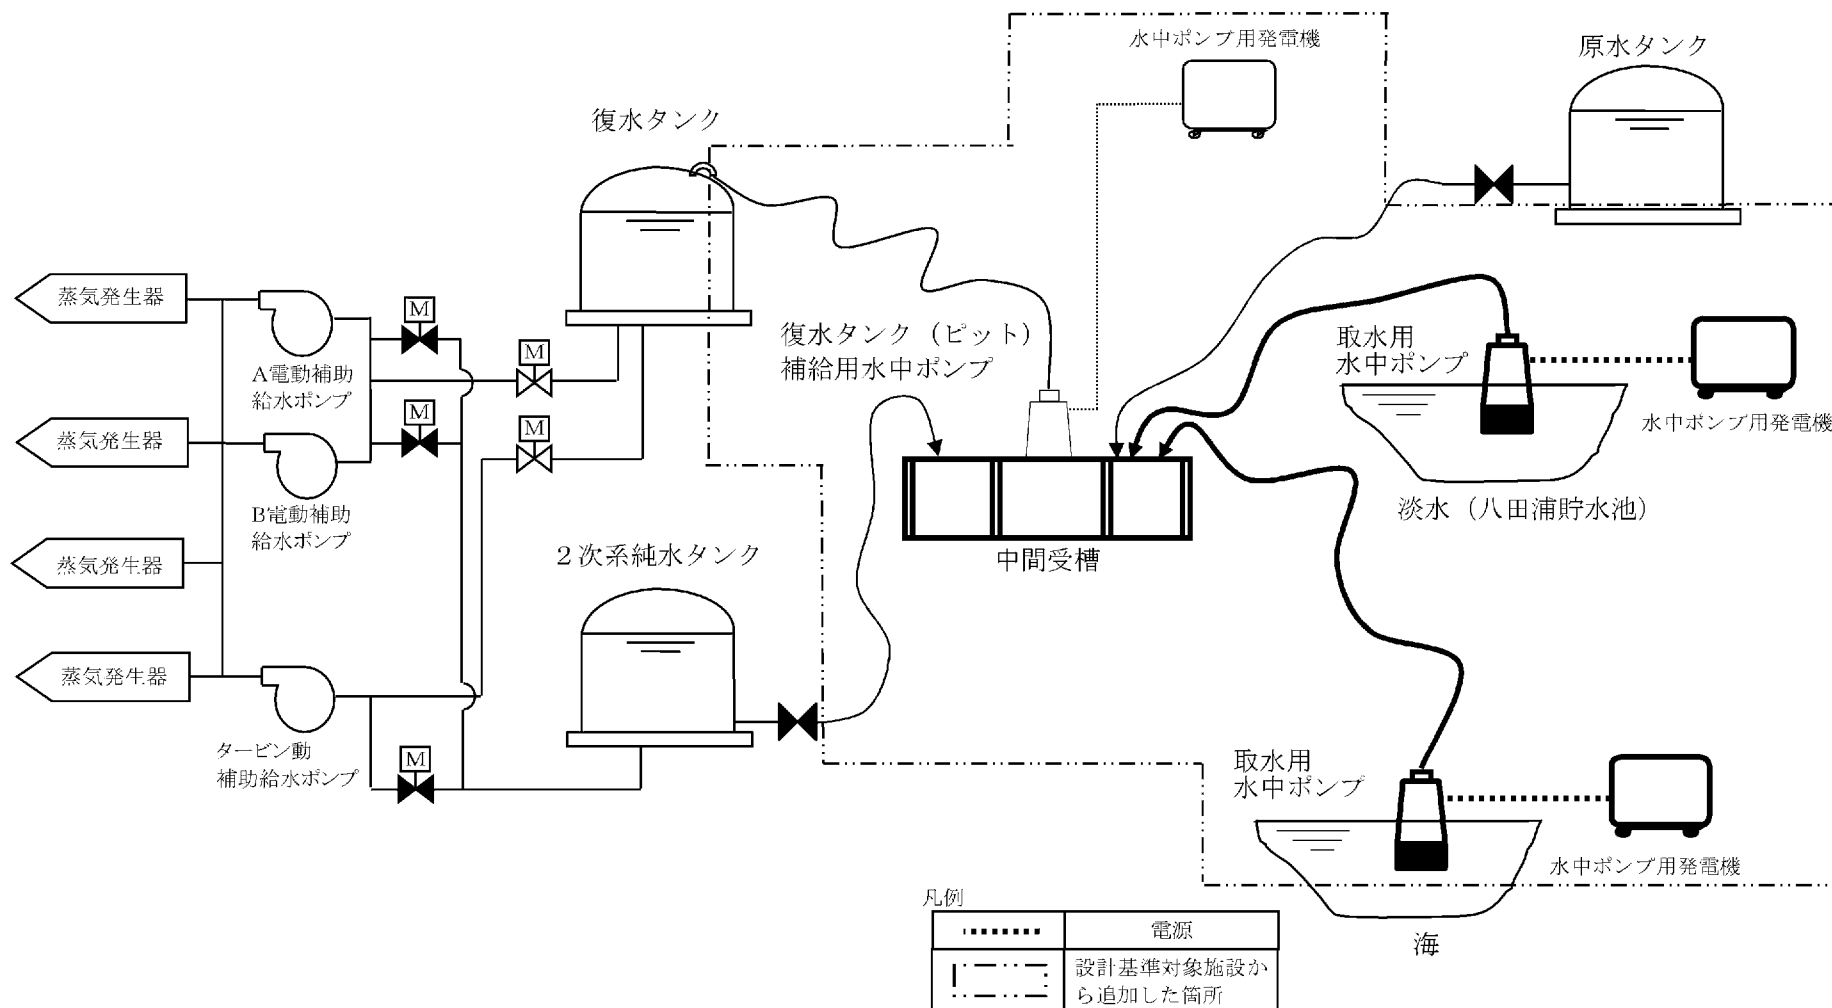 水中ポンプ用発電機
原水タンク
復水タンク
蒸気発生器
M
A電動補助
給水ポンプ
M
復水タンク（ピット）
補給用水中ポンプ
取水用
水中ポンプ
水中ポンプ用発電機
蒸気発生器
M
M
B電動補助
給水ポンプ
淡水（八田浦貯水池）
中間受槽
蒸気発生器
２次系純水タンク
蒸気発生器
タービン動
補助給水ポンプ
M
取水用
水中ポンプ
水中ポンプ用発電機
海
凡例
電源
設計基準対象施設か
ら追加した箇所